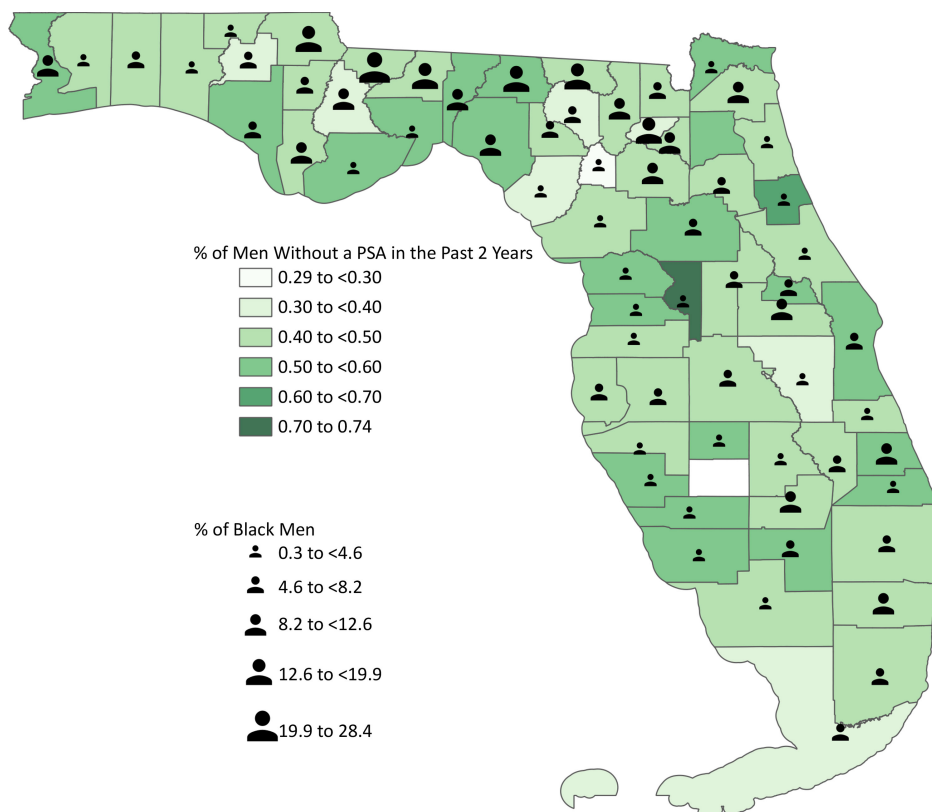 % of Men Without a PSA in the Past 2 Years
0.29 to <0.30
0.30 to <0.40
0.40 to <0.50
0.50 to <0.60
0.60 to <0.70
0.70 to 0.74
% of Black Men
0.3 to <4.6
4.6 to <8.2
8.2 to <12.6
12.6 to <19.9
19.9 to 28.4